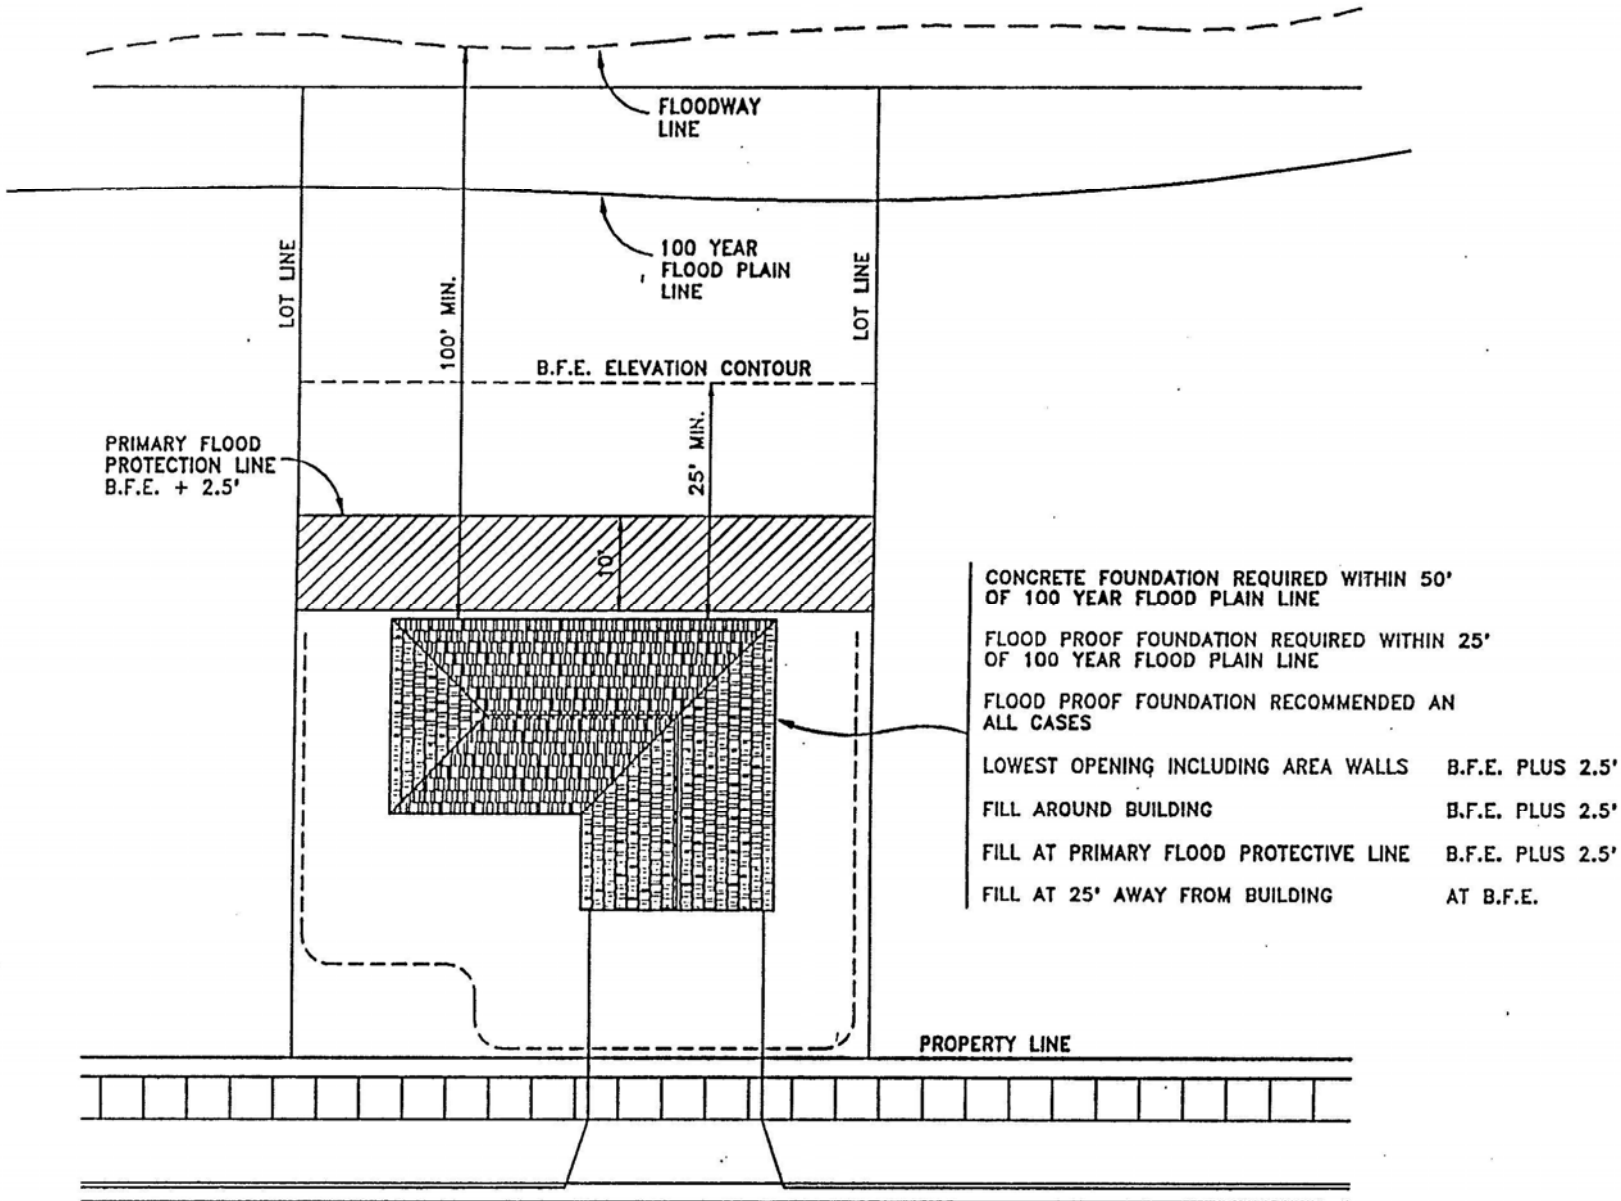 FLOODWAY
LINE
100 YEAR
FLOOD PLAIN
LINE
LOT LINE
100' MIN.
LOT LINE
B.F.E. ELEVATION CONTOUR
25' MIN.
PRIMARY FLOOD
PROTECTION LINE
B.F.E. + 2.5'
10'
CONCRETE FOUNDATION REQUIRED WITHIN 50'
OF 100 YEAR FLOOD PLAIN LINE
FLOOD PROOF FOUNDATION REQUIRED WITHIN 25'
OF 100 YEAR FLOOD PLAIN LINE
FLOOD PROOF FOUNDATION RECOMMENDED AN
ALL CASES
LOWEST OPENING INCLUDING AREA WALLS B.F.E. PLUS 2.5'
FILL AROUND BUILDING B.F.E. PLUS 2.5'
FILL AT PRIMARY FLOOD PROTECTIVE LINE B.F.E. PLUS 2.5'
FILL AT 25' AWAY FROM BUILDING AT B.F.E.
PROPERTY LINE